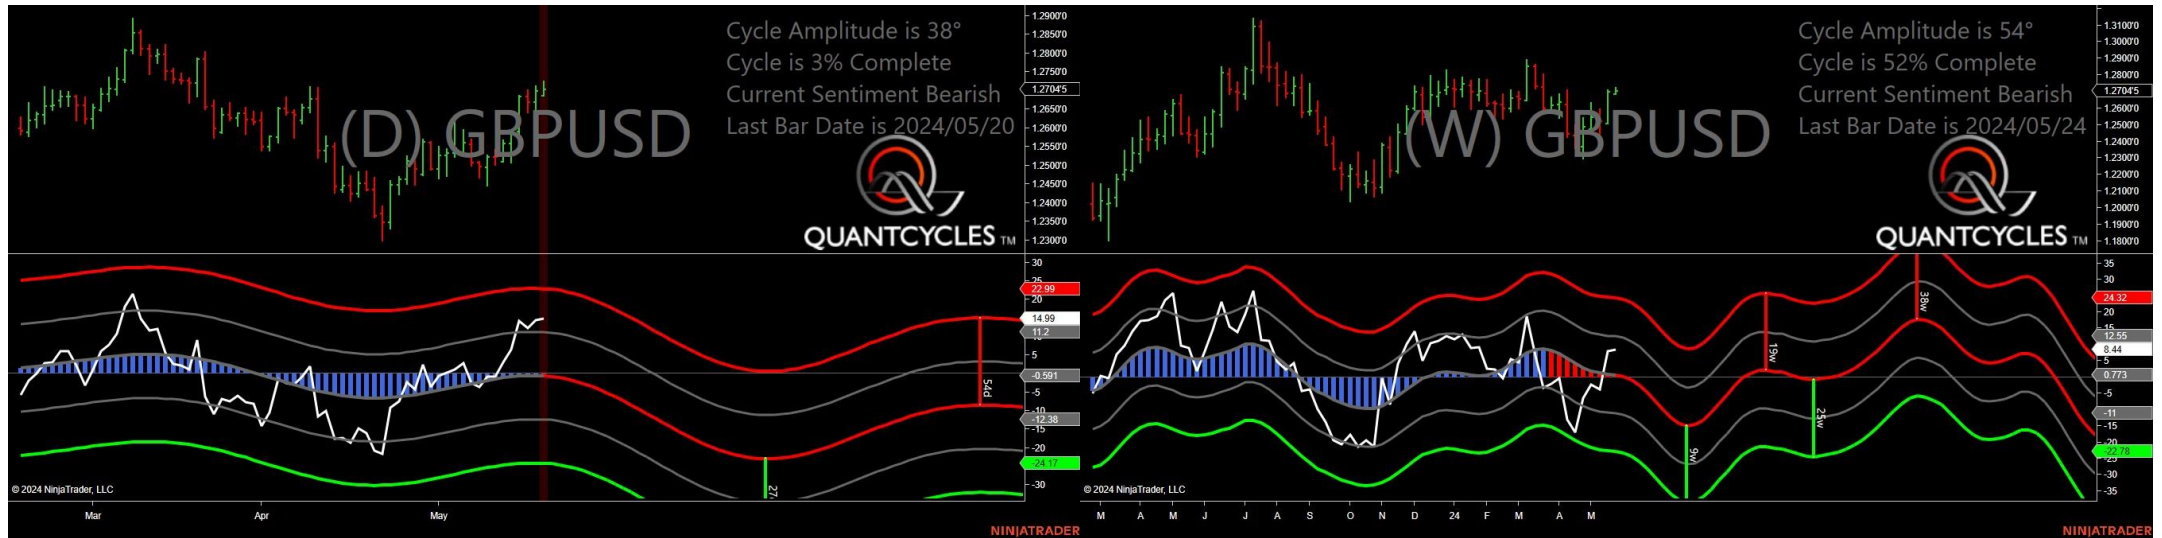 Cycle Amplitude is 38°
Cycle is 3% Complete
Current Sentiment Bearish
Last Bar Date is 2024/05/20
(D) GBPUSD
QUANTCYCLES TM
1.2900'0
1.2850'0
1.2800'0
1.2750'0
1.2704'5
1.2650'0
1.2600'0
1.2550'0
1.2500'0
1.2450'0
1.2400'0
1.2350'0
1.2300'0
30
25
22.99
20
14.99
11.2
5
-0.591
-5
-10
-12.38
-15
-20
-24.17
-30
54d
27
© 2024 NinjaTrader, LLC
Mar Apr May
NINJATRADER
Cycle Amplitude is 54°
Cycle is 52% Complete
Current Sentiment Bearish
Last Bar Date is 2024/05/24
(W) GBPUSD
QUANTCYCLES TM
1.3100'0
1.3000'0
1.2900'0
1.2800'0
1.2704'5
1.2600'0
1.2500'0
1.2400'0
1.2300'0
1.2200'0
1.2100'0
1.2000'0
1.1900'0
1.1800'0
35
30
24.32
20
15
12.55
8.44
5
0.773
-5
-11
-15
-20
-22.78
-25
-30
-35
9w
19w
25w
38w
© 2024 NinjaTrader, LLC
M A M J J A S O N D 24 F M A M
NINJATRADER